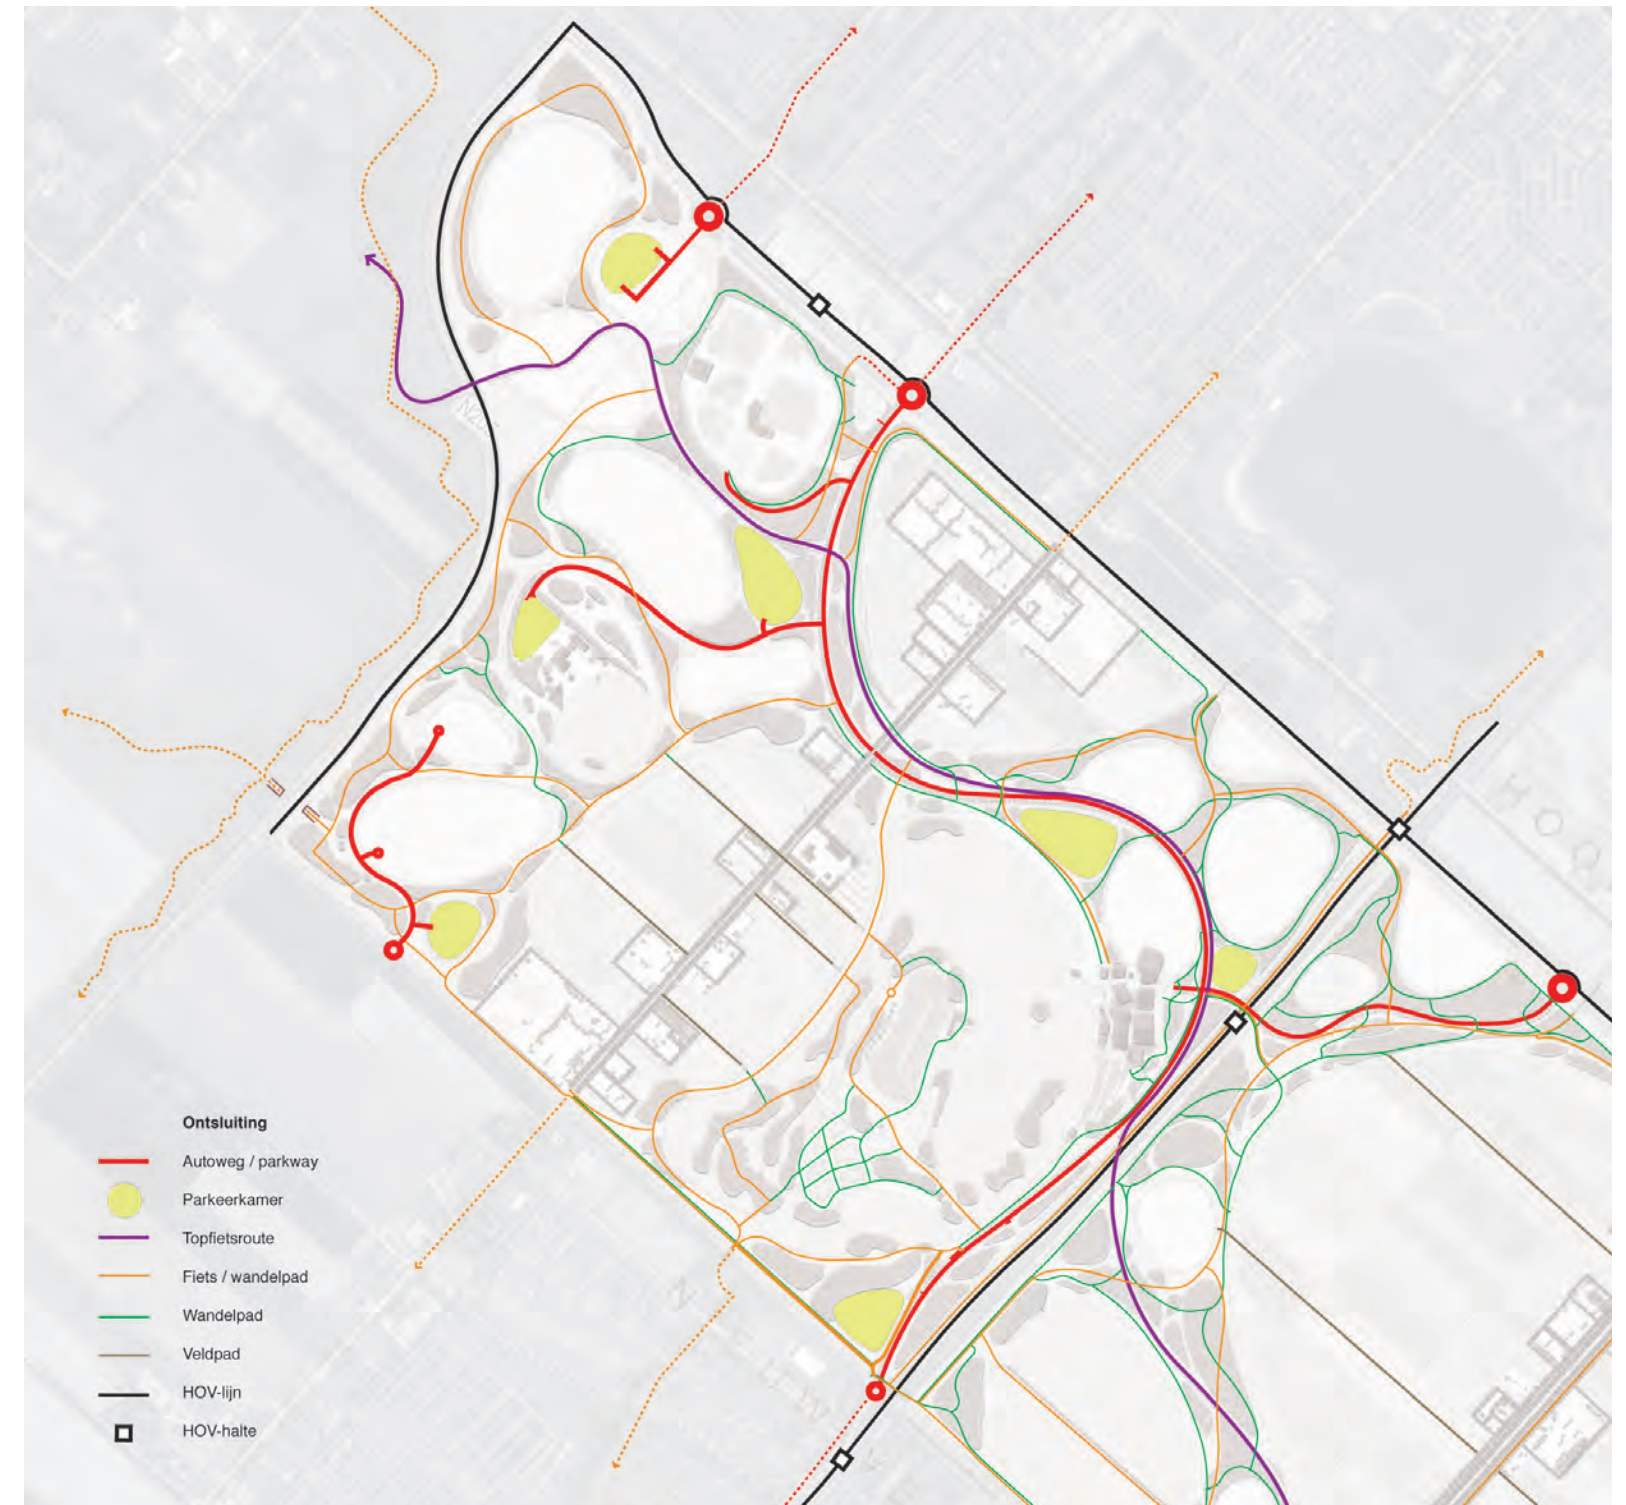 H O O
Ontsluiting
Autoweg / parkway
Parkeerkamer
Topfietsroute
Fiets / wandelpad
Wandelpad
Veldpad
HOV-lijn
HOV-halte